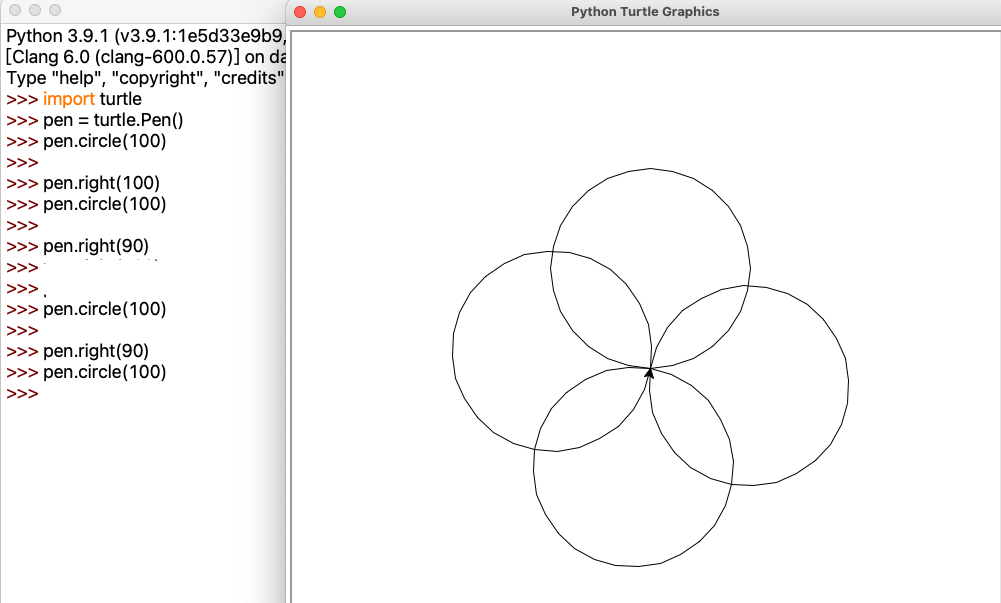 Python Turtle Graphics
Python 3.9.1 (v3.9.1:1e5d33e9b9,
[Clang 6.0 (clang-600.0.57)] on da
Type "help", "copyright", "credits"
>>> import turtle
>>> pen = turtle.Pen()
>>> pen.circle(100)
>>>
>>> pen.right(100)
>>> pen.circle(100)
>>>
>>> pen.right(90)
>>>
>>>
>>> pen.circle(100)
>>>
>>> pen.right(90)
>>> pen.circle(100)
>>>